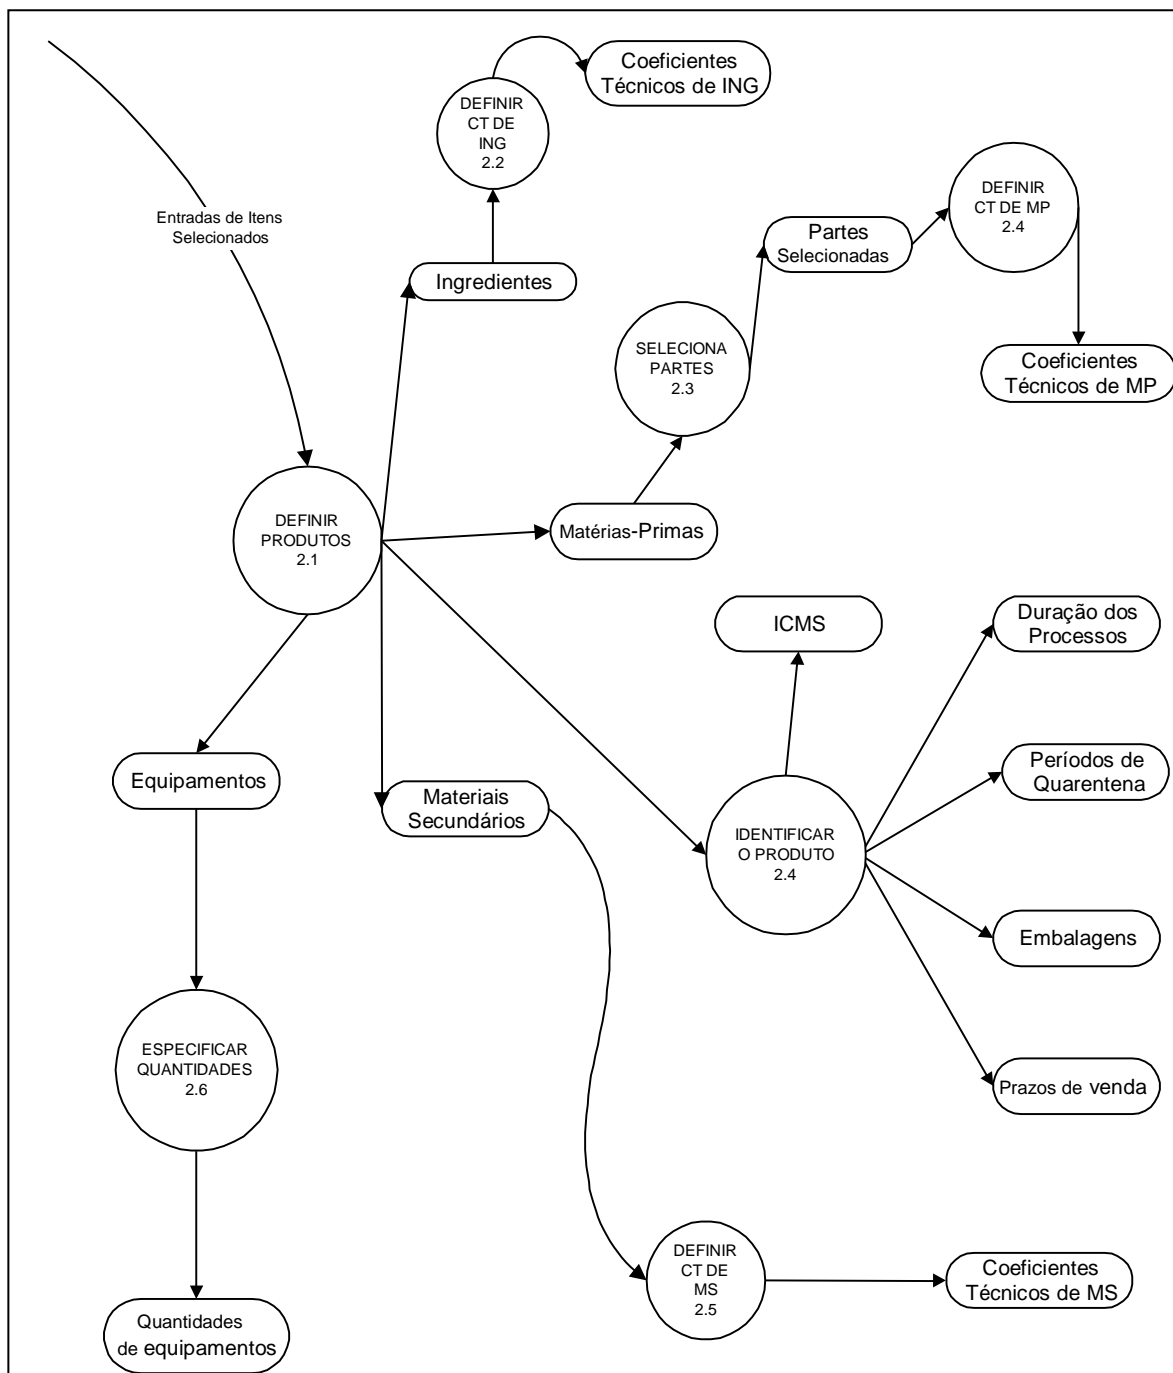 Coeficientes
Técnicos de ING
DEFINIR
CT DE
ING
2.2
DEFINIR
CT DE MP
2.4
Entradas de Itens
Selecionados
Partes
Selecionadas
Ingredientes
SELECIONA
PARTES
2.3
Coeficientes
Técnicos de MP
DEFINIR
PRODUTOS
2.1
Matérias-Primas
ICMS
Duração dos
Processos
Equipamentos
Materiais
Secundários
Períodos de
Quarentena
IDENTIFICAR
O PRODUTO
2.4
Embalagens
ESPECIFICAR
QUANTIDADES
2.6
Prazos de venda
DEFINIR
CT DE
MS
2.5
Coeficientes
Técnicos de MS
Quantidades
de equipamentos